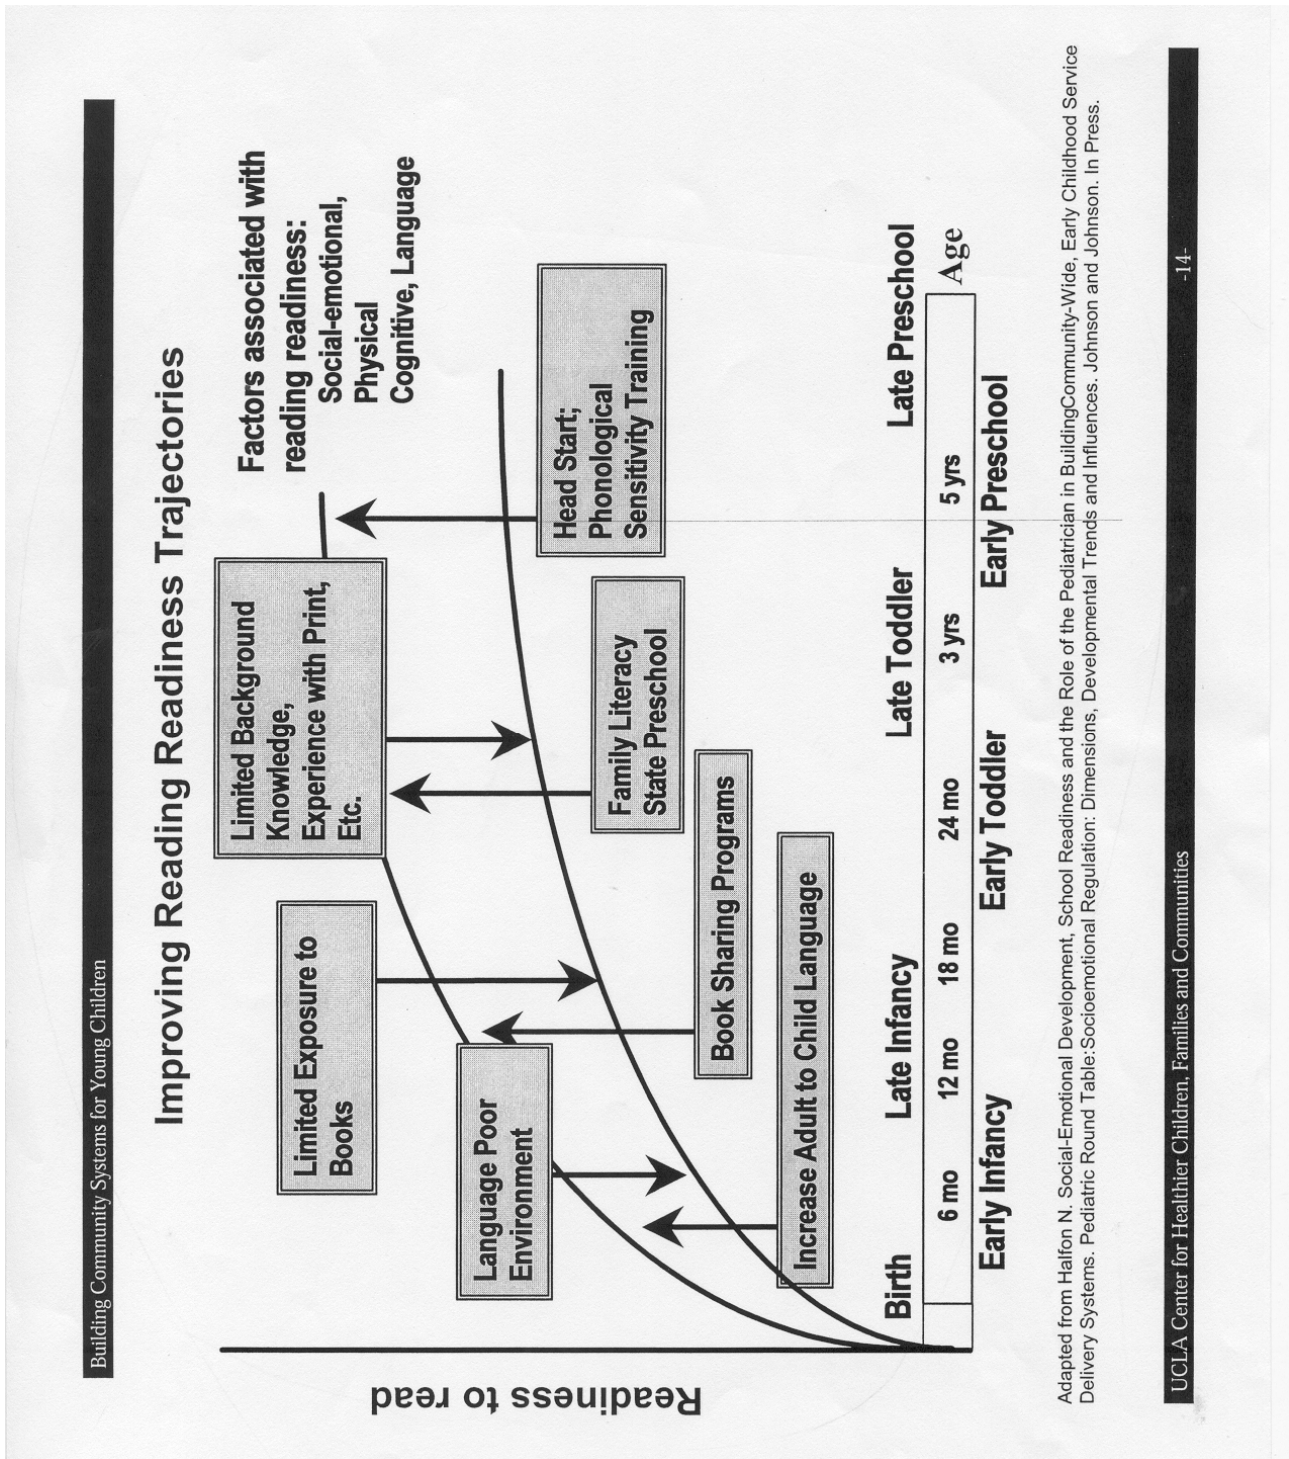 Building Community Systems for Young Children
Improving Reading Readiness Trajectories
Factors associated with
reading readiness:
Social-emotional,
Physical
Cognitive, Language
Limited Background
Knowledge,
Experience with Print,
Etc.
Limited Exposure to
Books
Language Poor
Environment
Head Start;
Phonological
Sensitivity Training
Family Literacy
State Preschool
Book Sharing Programs
Increase Adult to Child Language
Readiness to read
Birth Late Infancy Late Toddler Late Preschool
6 mo 12 mo 18 mo 24 mo 3 yrs 5 yrs Age
Early Infancy Early Toddler Early Preschool
Adapted from Halfon N. Social-Emotional Development, School Readiness and the Role of the Pediatrician in BuildingCommunity-Wide, Early Childhood Service
Delivery Systems. Pediatric Round Table:Socioemotional Regulation: Dimensions, Developmental Trends and Influences. Johnson and Johnson. In Press.
UCLA Center for Healthier Children, Families and Communities -14-